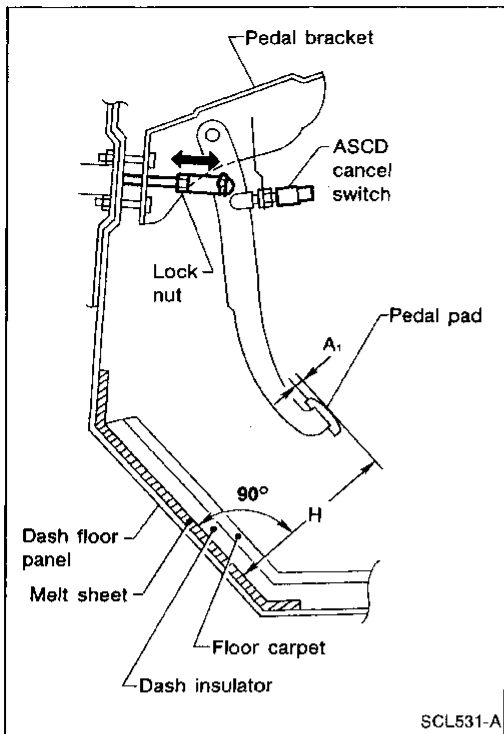 Pedal bracket
ASCD
cancel
switch
Lock
nut
Pedal pad
A₁
90°
H
Dash floor
panel
Melt sheet
Floor carpet
Dash insulator
SCL531-A